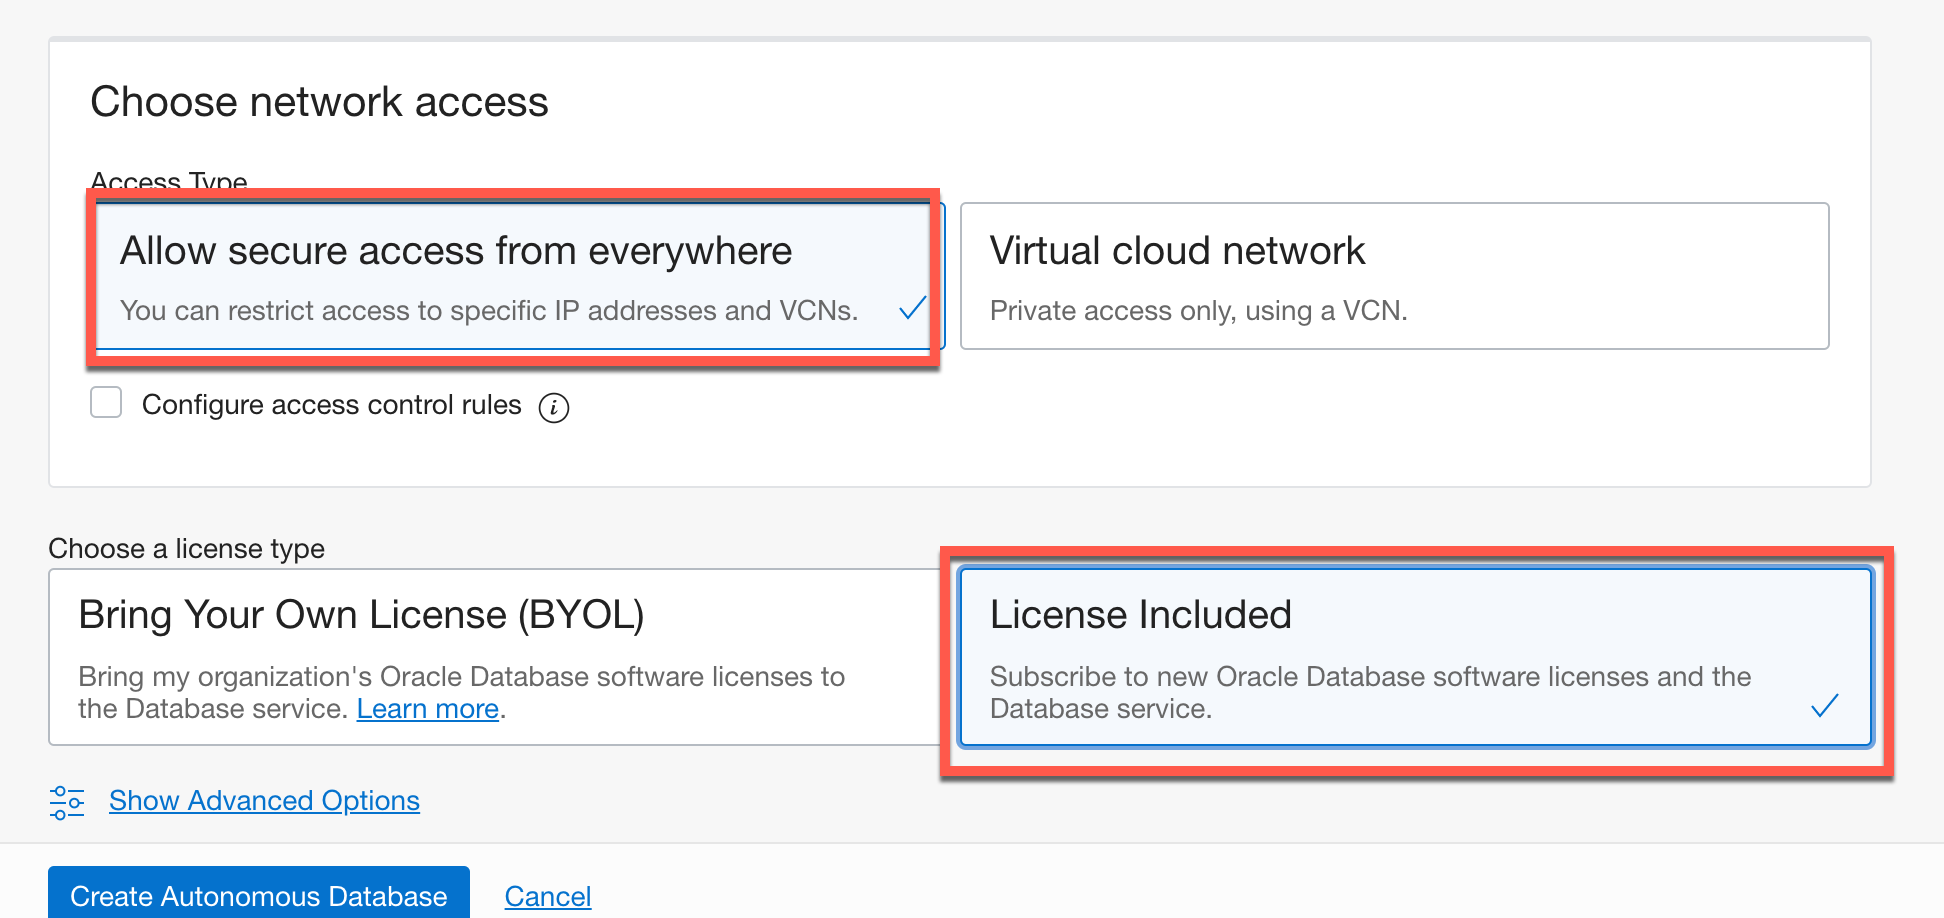 Choose network access
Access Type
Allow secure access from everywhere
You can restrict access to specific IP addresses and VCNs.
Virtual cloud network
Private access only, using a VCN.
Configure access control rules i
Choose a license type
Bring Your Own License (BYOL)
Bring my organization's Oracle Database software licenses to
the Database service. Learn more.
License Included
Subscribe to new Oracle Database software licenses and the
Database service.
Show Advanced Options
Create Autonomous Database
Cancel